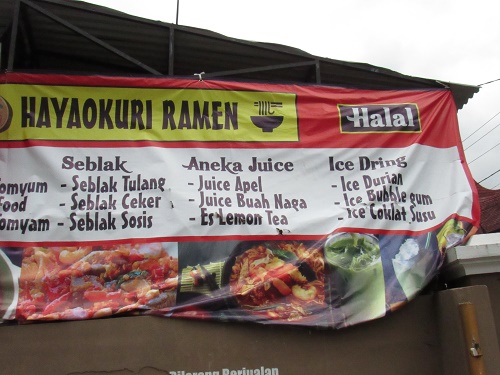 HAYAOKURI RAMEN
Halal
Seblak
omyum - Seblak Tulang
Food - Seblak Ceker
omyam - Seblak Sosis
Aneka Juice
- Juice Apel
- Juice Buah Naga
- Es Lemon Tea
Ice Dring
- Ice Durian
- Ice Bubble gum
- Ice Coklat Susu
Dilarang Berjualan